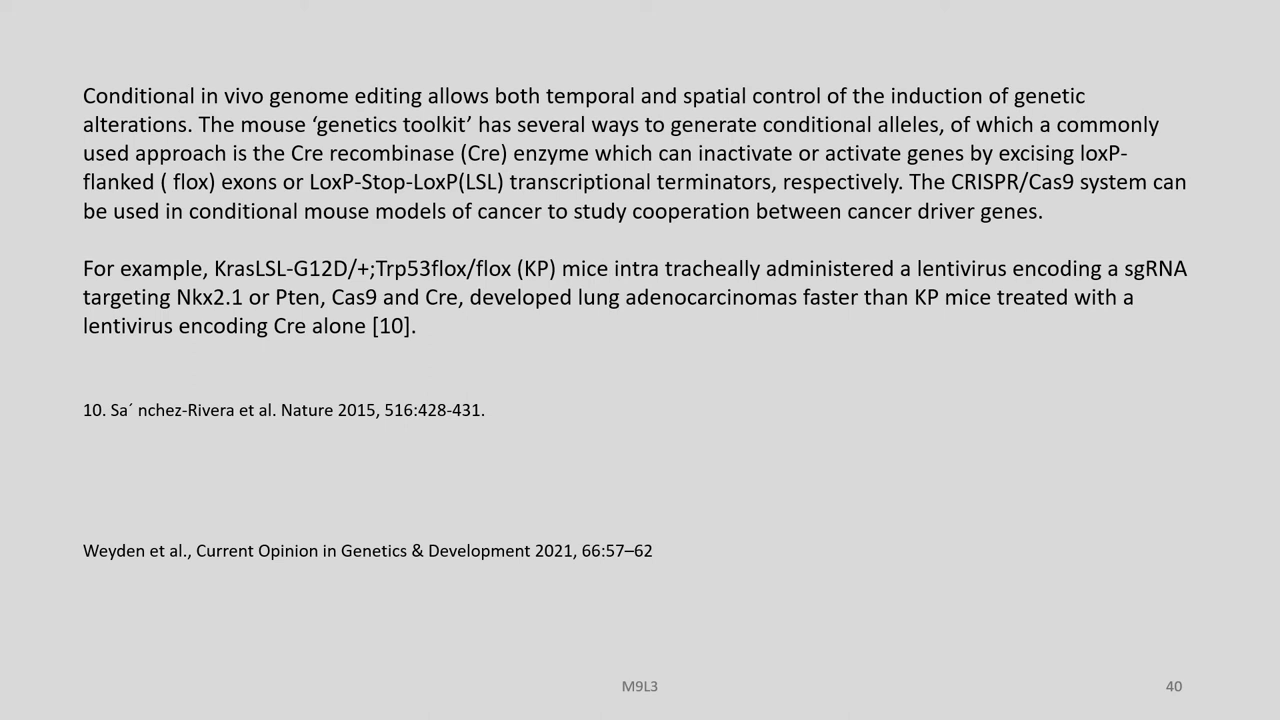 Conditional in vivo genome editing allows both temporal and spatial control of the induction of genetic
alterations. The mouse ‘genetics toolkit’ has several ways to generate conditional alleles, of which a commonly
used approach is the Cre recombinase (Cre) enzyme which can inactivate or activate genes by excising loxP-
flanked ( flox) exons or LoxP-Stop-LoxP(LSL) transcriptional terminators, respectively. The CRISPR/Cas9 system can
be used in conditional mouse models of cancer to study cooperation between cancer driver genes.
For example, KrasLSL-G12D/+;Trp53flox/flox (KP) mice intra tracheally administered a lentivirus encoding a sgRNA
targeting Nkx2.1 or Pten, Cas9 and Cre, developed lung adenocarcinomas faster than KP mice treated with a
lentivirus encoding Cre alone [10].
10. Sa´ nchez-Rivera et al. Nature 2015, 516:428-431.
Weyden et al., Current Opinion in Genetics & Development 2021, 66:57–62
M9L3
40